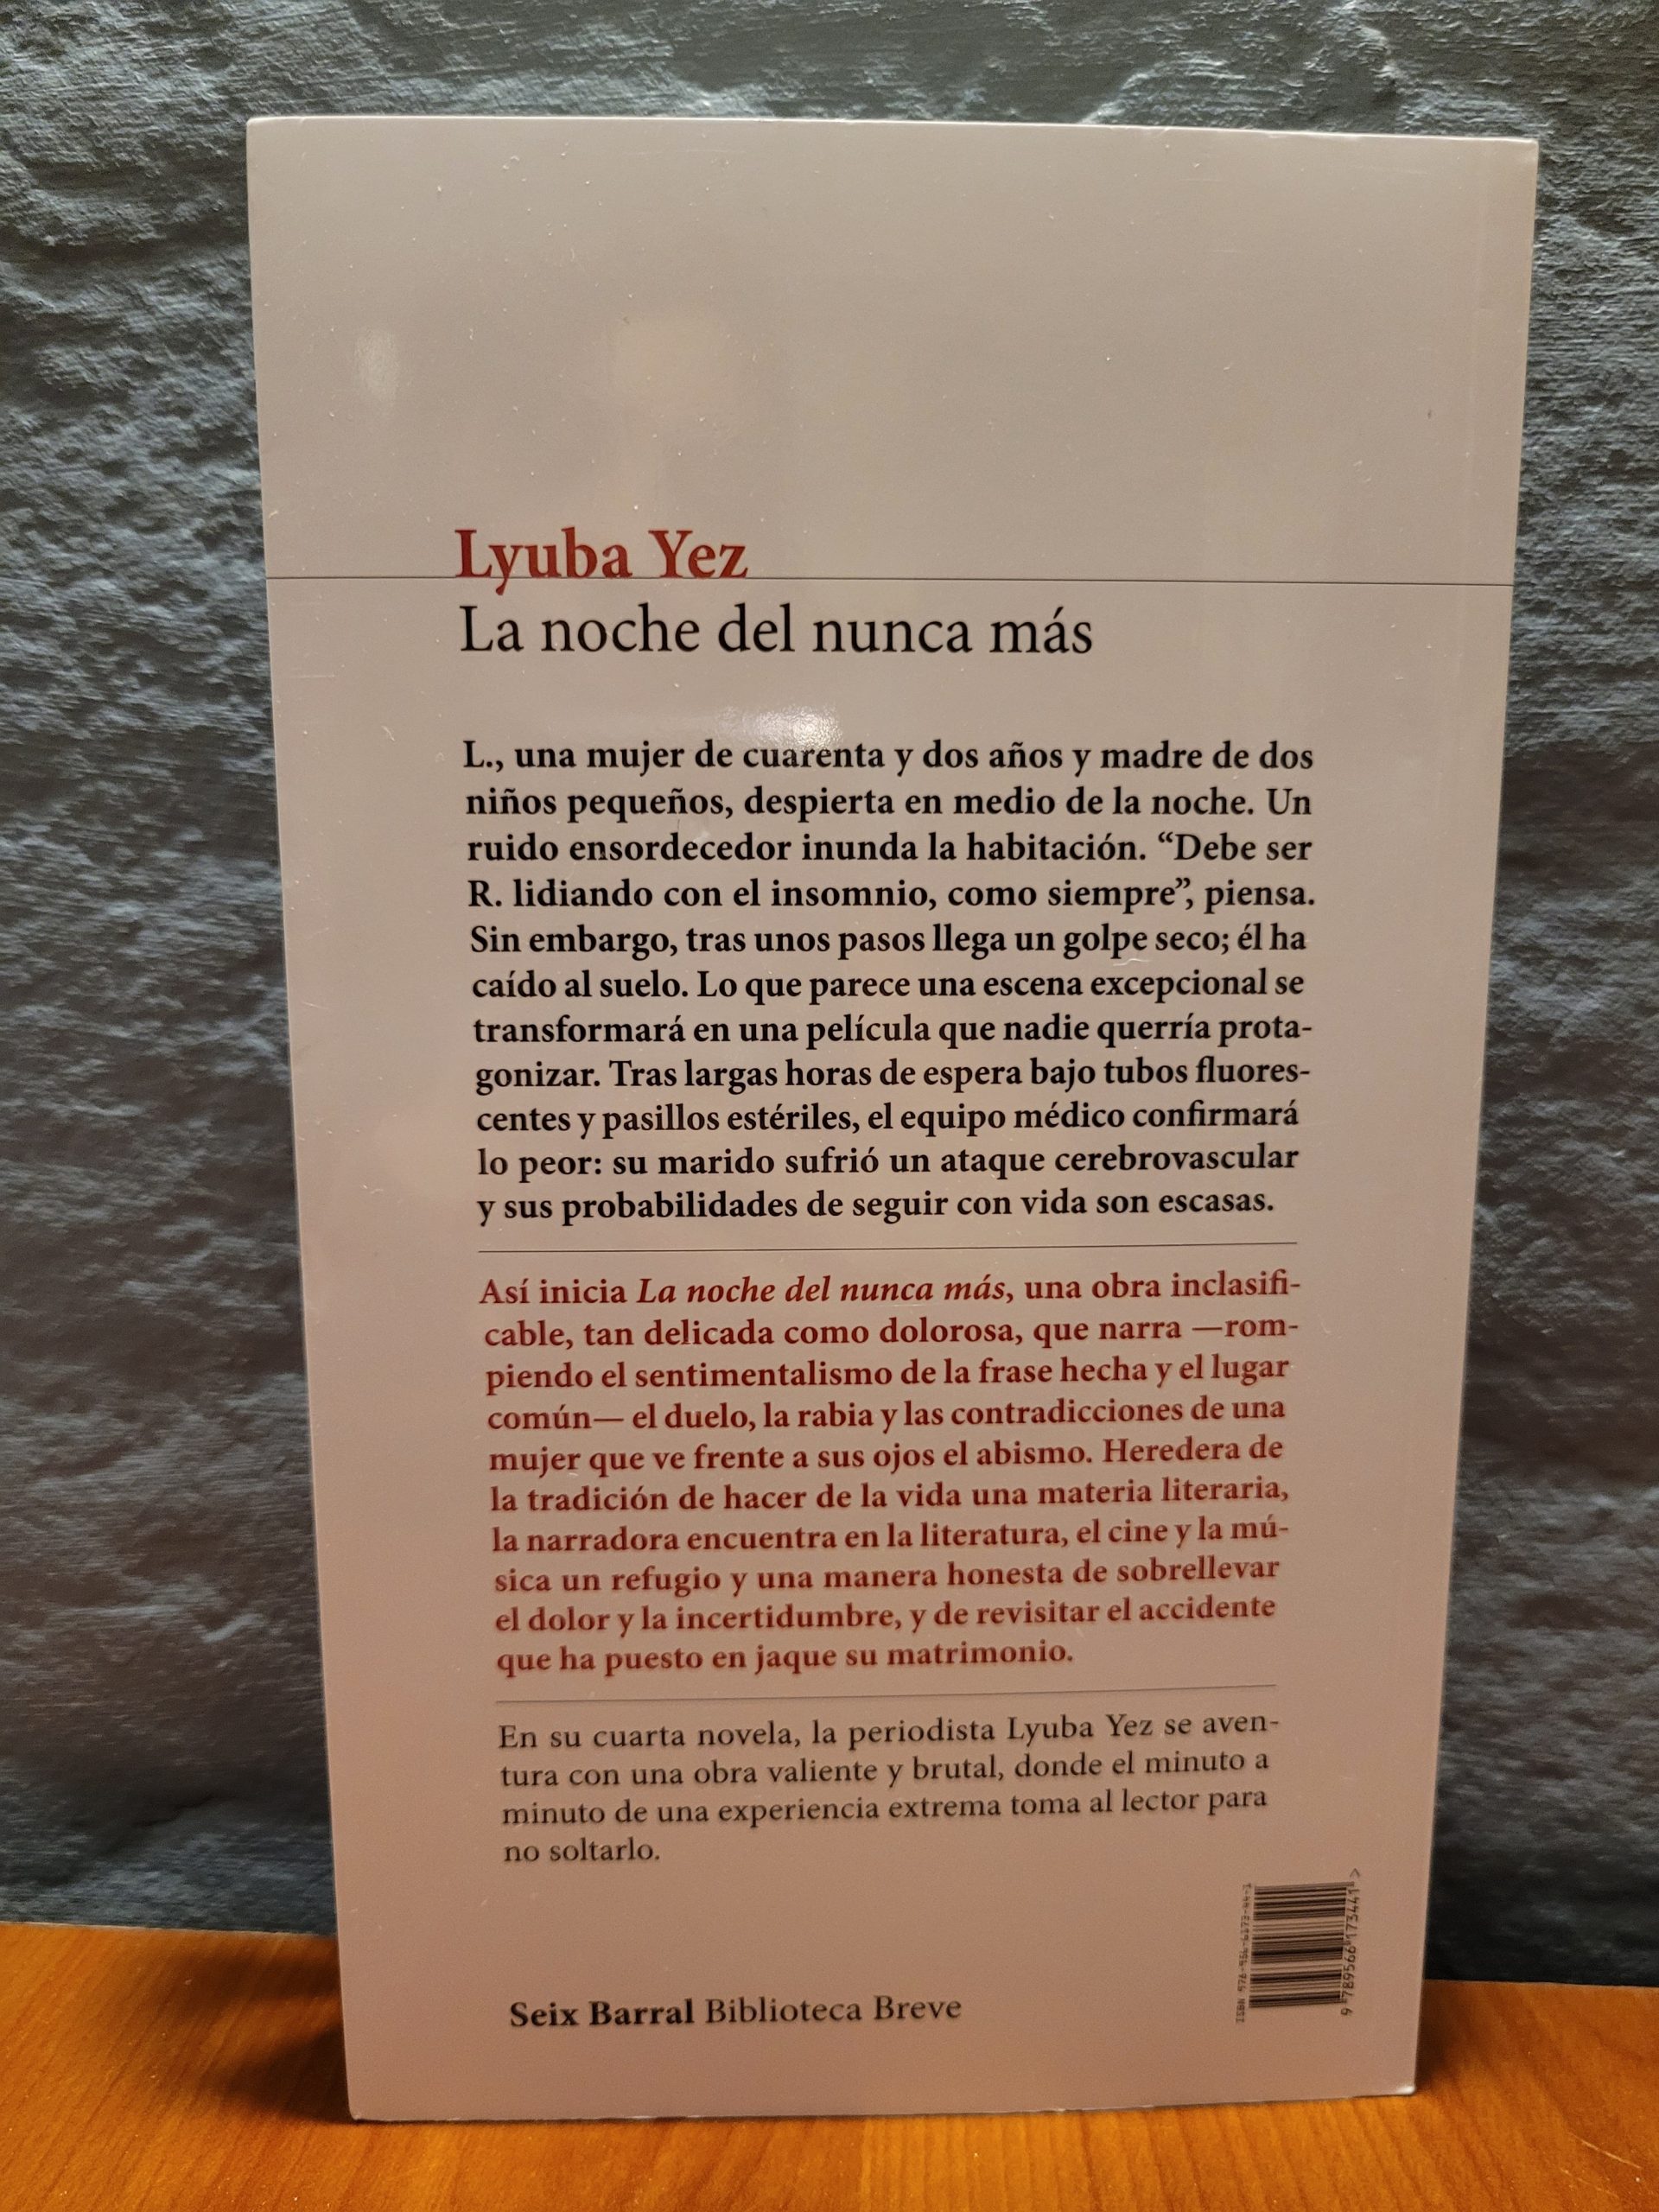 Lyuba Yez
La noche del nunca más
L., una mujer de cuarenta y dos años y madre de dos
niños pequeños, despierta en medio de la noche. Un
ruido ensordecedor inunda la habitación. “Debe ser
R. lidiando con el insomnio, como siempre”, piensa.
Sin embargo, tras unos pasos llega un golpe seco; él ha
caído al suelo. Lo que parece una escena excepcional se
transformará en una película que nadie querría prota-
gonizar. Tras largas horas de espera bajo tubos fluores-
centes y pasillos estériles, el equipo médico confirmará
lo peor: su marido sufrió un ataque cerebrovascular
y sus probabilidades de seguir con vida son escasas.
Así inicia La noche del nunca más, una obra inclasifi-
cable, tan delicada como dolorosa, que narra —rom-
piendo el sentimentalismo de la frase hecha y el lugar
común— el duelo, la rabia y las contradicciones de una
mujer que ve frente a sus ojos el abismo. Heredera de
la tradición de hacer de la vida una materia literaria,
la narradora encuentra en la literatura, el cine y la mú-
sica un refugio y una manera honesta de sobrellevar
el dolor y la incertidumbre, y de revisitar el accidente
que ha puesto en jaque su matrimonio.
En su cuarta novela, la periodista Lyuba Yez se aven-
tura con una obra valiente y brutal, donde el minuto a
minuto de una experiencia extrema toma al lector para
no soltarlo.
Seix Barral Biblioteca Breve
ISBN 978-956-6173-44-1
9 789566 173441 >